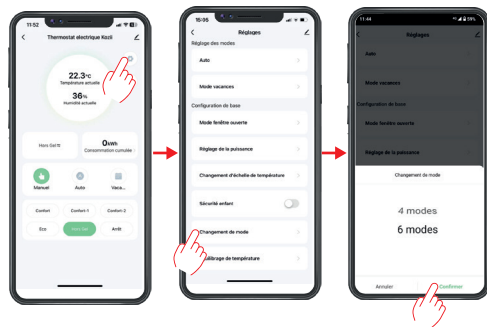 11:52
Thermostat électrique Kozii
22.3°C
Température actuelle
36%
Humidité actuelle
Hors Gel
0kWh
Consommation cumulée
Manuel
Auto
Vaca...
Confort
Confort-1
Confort-2
Eco
Hors Gel
Arrêt
15:05
Réglages
Réglage des modes
Auto
Mode vacances
Configuration de base
Mode fenêtre ouverte
Réglage de la puissance
Changement d'échelle de température
Sécurité enfant
Changement de mode
librage de température
11:44
59%
Réglages
Auto
Mode vacances
Configuration de base
Mode fenêtre ouverte
Réglage de la puissance
Changement de mode
4 modes
6 modes
Annuler
Confirmer